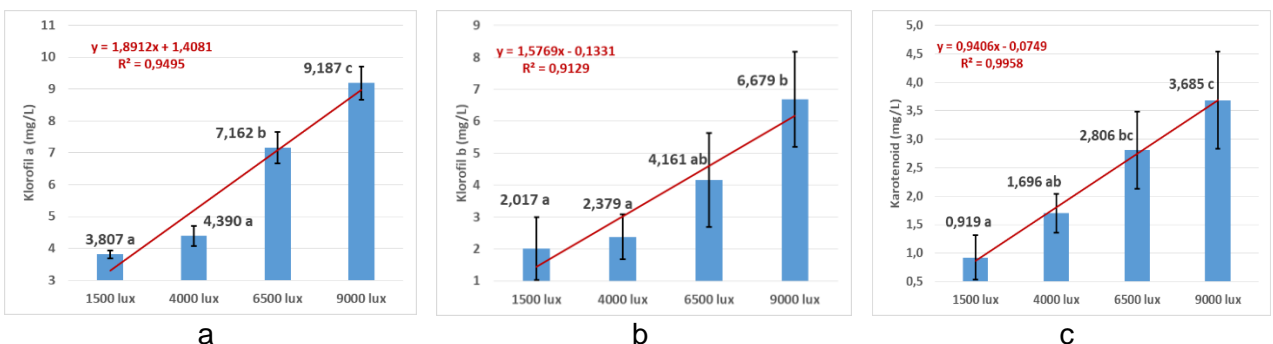 11
10
9
8
7
6
5
4
3
Klorofil a (mg/L)
y = 1,8912x + 1,4081
R² = 0,9495
3,807 a
4,390 a
7,162 b
9,187 c
1500 lux
4000 lux
6500 lux
9000 lux
a
9
8
7
6
5
4
3
2
1
Klorofil b (mg/L)
y = 1,5769x - 0,1331
R² = 0,9129
2,017 a
2,379 a
4,161 ab
6,679 b
1500 lux
4000 lux
6500 lux
9000 lux
b
5,0
4,5
4,0
3,5
3,0
2,5
2,0
1,5
1,0
0,5
Karotenoid (mg/L)
y = 0,9406x - 0,0749
R² = 0,9958
0,919 a
1,696 ab
2,806 bc
3,685 c
1500 lux
4000 lux
6500 lux
9000 lux
c